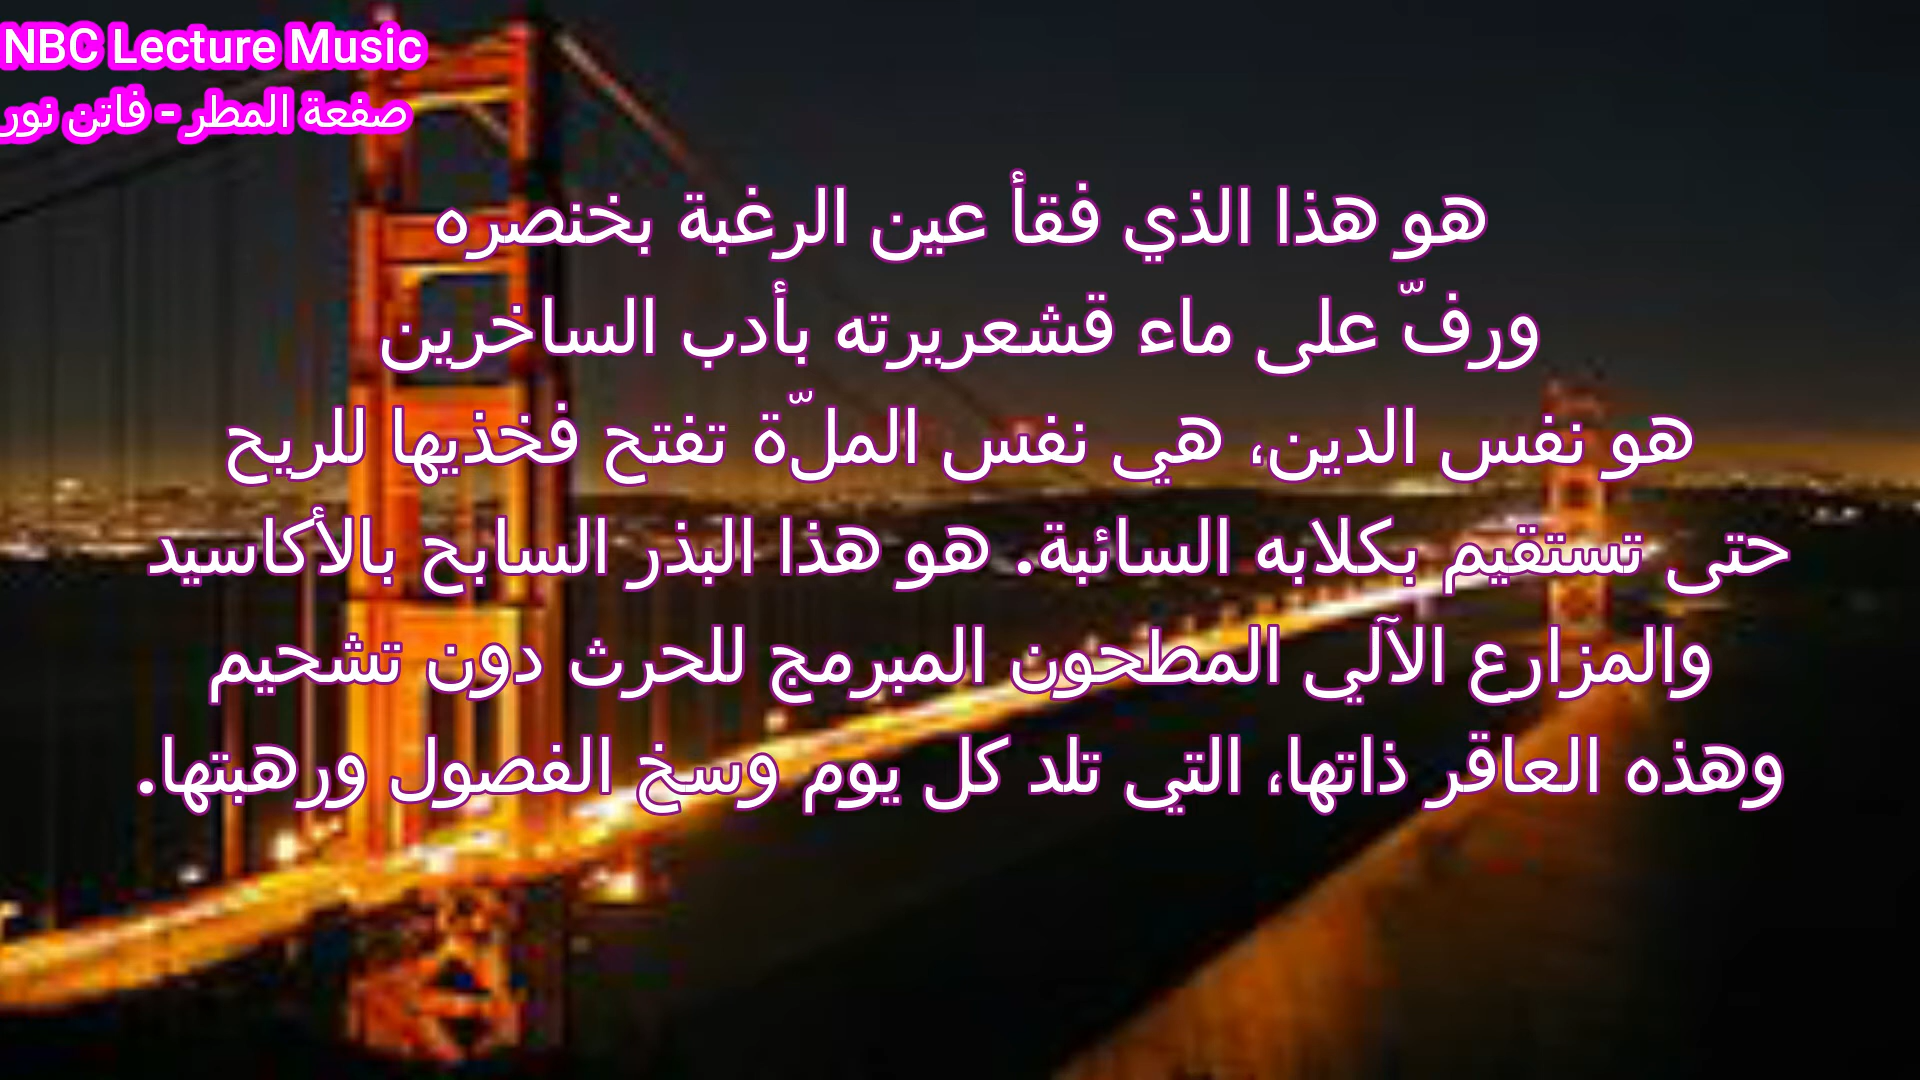 NBC Lecture Music
صفعة المطر - فاتن نور
هو هذا الذي فقأ عين الرغبة بخنصره
ورفّ على ماء قشعريرته بأدب الساخرين
هو نفس الدين، هي نفس الملّة تفتح فخذيها للريح
حتى تستقيم بكلابه السائبة. هو هذا البذر السابح بالأكاسيد
والمزارع الآلي المطحون المبرمج للحرث دون تشحيم
وهذه العاقر ذاتها، التي تلد كل يوم وسخ الفصول ورهبتها.